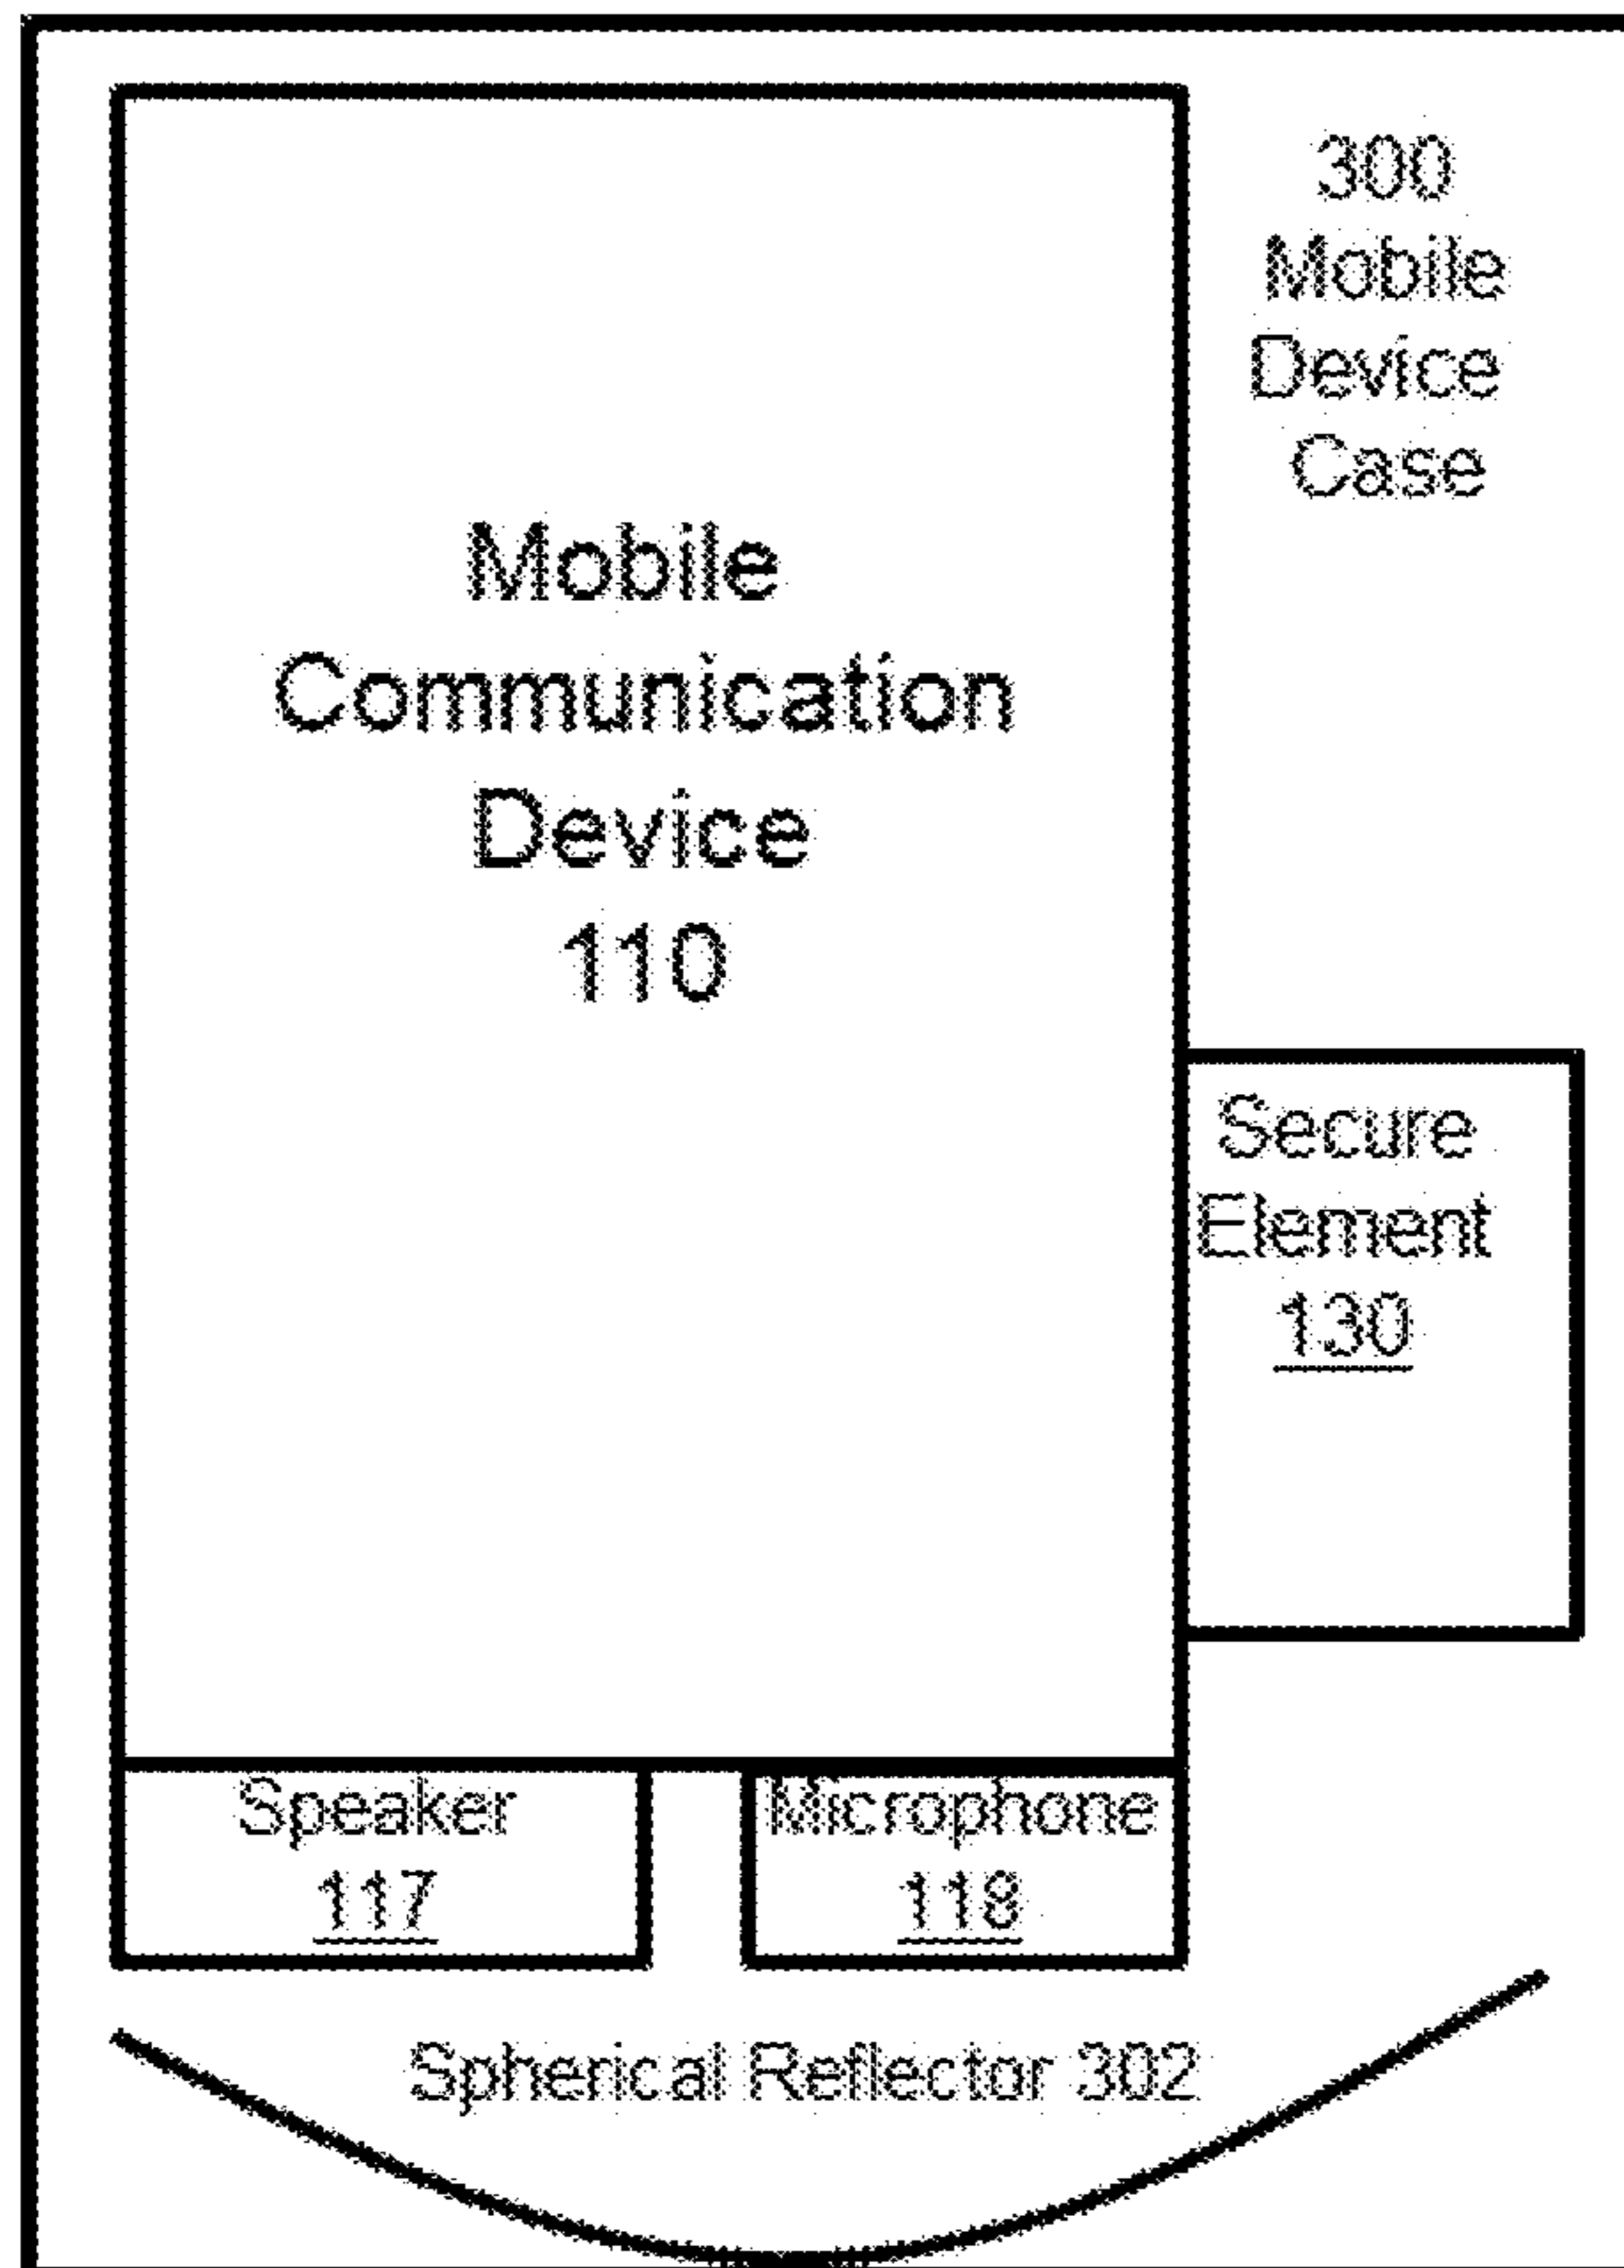 300
Mobile
Device
Case
Mobile
Communication
Device
110
Secure
Element
130
Speaker
117
Microphone
118
Spherical Reflector 302